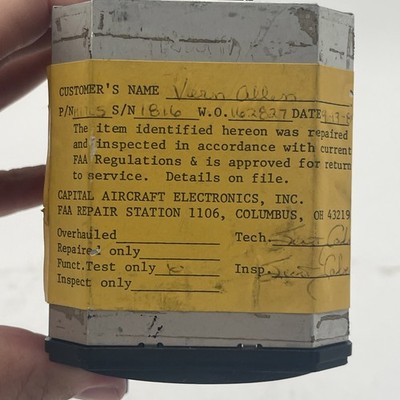 CUSTOMER'S NAME Vern Allen
P/N S/N 1816 W.O. 162827 DATE
The item identified hereon was repaired
and inspected in accordance with current
FAA Regulations & is approved for return
to service. Details on file.
CAPITAL AIRCRAFT ELECTRONICS, INC.
FAA REPAIR STATION 1106, COLUMBUS, OH 43219
Overhauled Tech.
Repaired only
Funct.Test only x Insp.
Inspect only